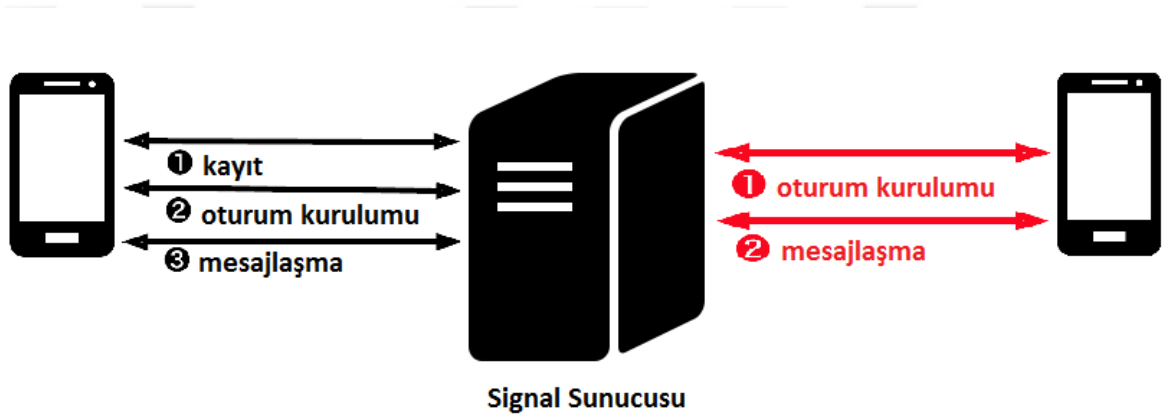 ❶ kayıt
❷ oturum kurulumu
❸ mesajlaşma
❶ oturum kurulumu
❷ mesajlaşma
Signal Sunucusu